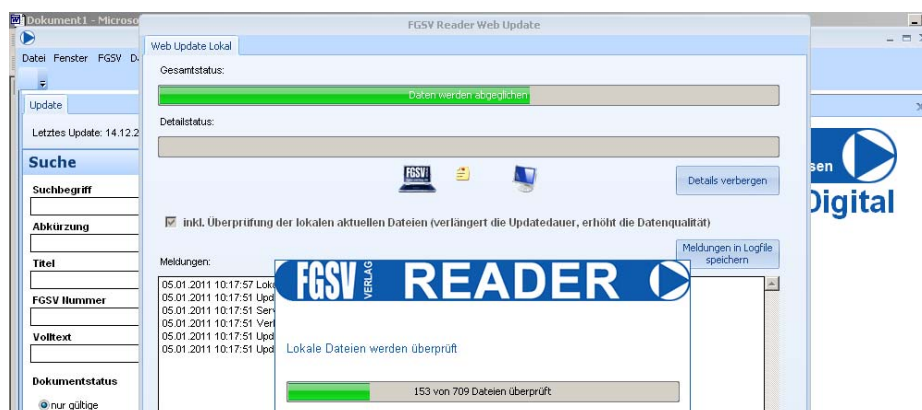 Dokument1 - Microso
FGSV Reader Web Update
Web Update Lokal
Datei Fenster FGSV D
Gesamtstatus:
Daten werden abgeglichen
Update
Detailstatus:
Letztes Update: 14.12.2
Suche
FGSV
Details verbergen
sen
Digital
Suchbegriff
inkl. Überprüfung der lokalen aktuellen Dateien (verlängert die Updatedauer, erhöht die Datenqualität)
Abkürzung
Meldungen in Logfile
speichern
Titel
Meldungen:
FGSV VERLAG READER
05.01.2011 10:17:57 Loka
05.01.2011 10:17:51 Upd
FGSV Nummer
05.01.2011 10:17:51 Ser
05.01.2011 10:17:51 Ver
Volltext
05.01.2011 10:17:51 Upd
05.01.2011 10:17:51 Upd
Lokale Dateien werden überprüft
Dokumentstatus
153 von 709 Dateien überprüft
nur gültige